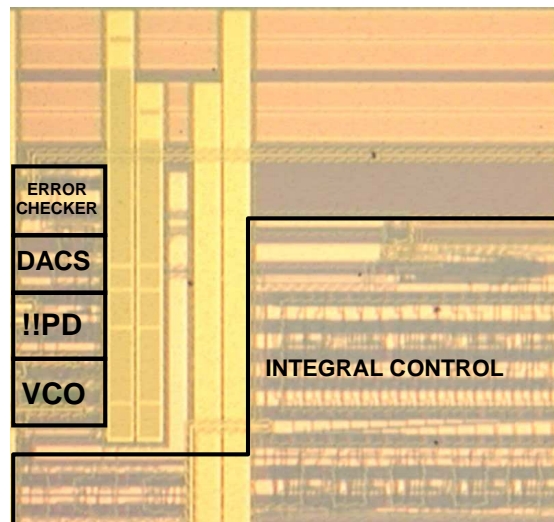 ERROR
CHECKER
DACS
!!PD
VCO
INTEGRAL CONTROL